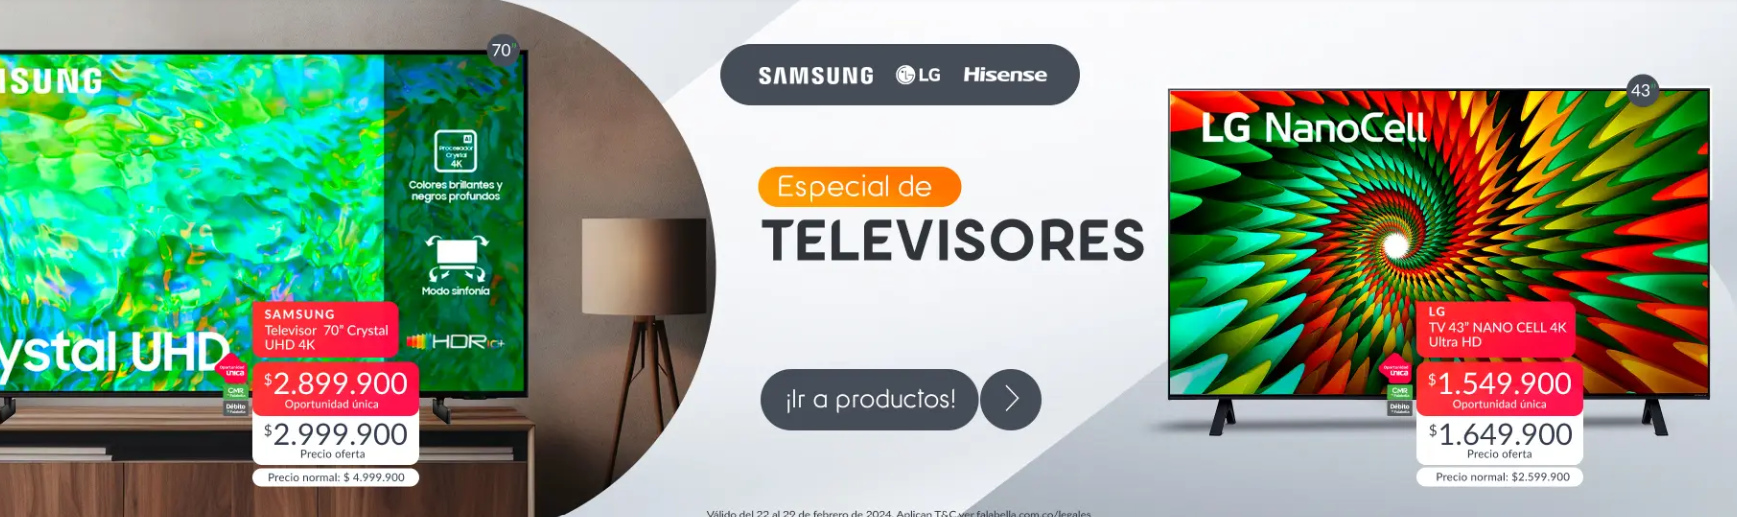 SAMSUNG LG Hisense
Especial de
TELEVISORES
¡Ir a productos!
70"
Procesador
Crystal
4K
Colores brillantes y
negros profundos
Modo sinfonía
HDR10+
UHD
SAMSUNG
Televisor 70" Crystal
UHD 4K
Oportunidad
única
CMR
Débito
$2.899.900
Oportunidad única
$2.999.900
Precio oferta
Precio normal: $ 4.999.900
43"
LG NanoCell
LG
TV 43" NANO CELL 4K
Ultra HD
Oportunidad
única
CMR
Débito
$1.549.900
Oportunidad única
$1.649.900
Precio oferta
Precio normal: $2.599.900
Válido del 22 al 29 de febrero de 2024. Aplican T&C ver falabella.com.co/legales